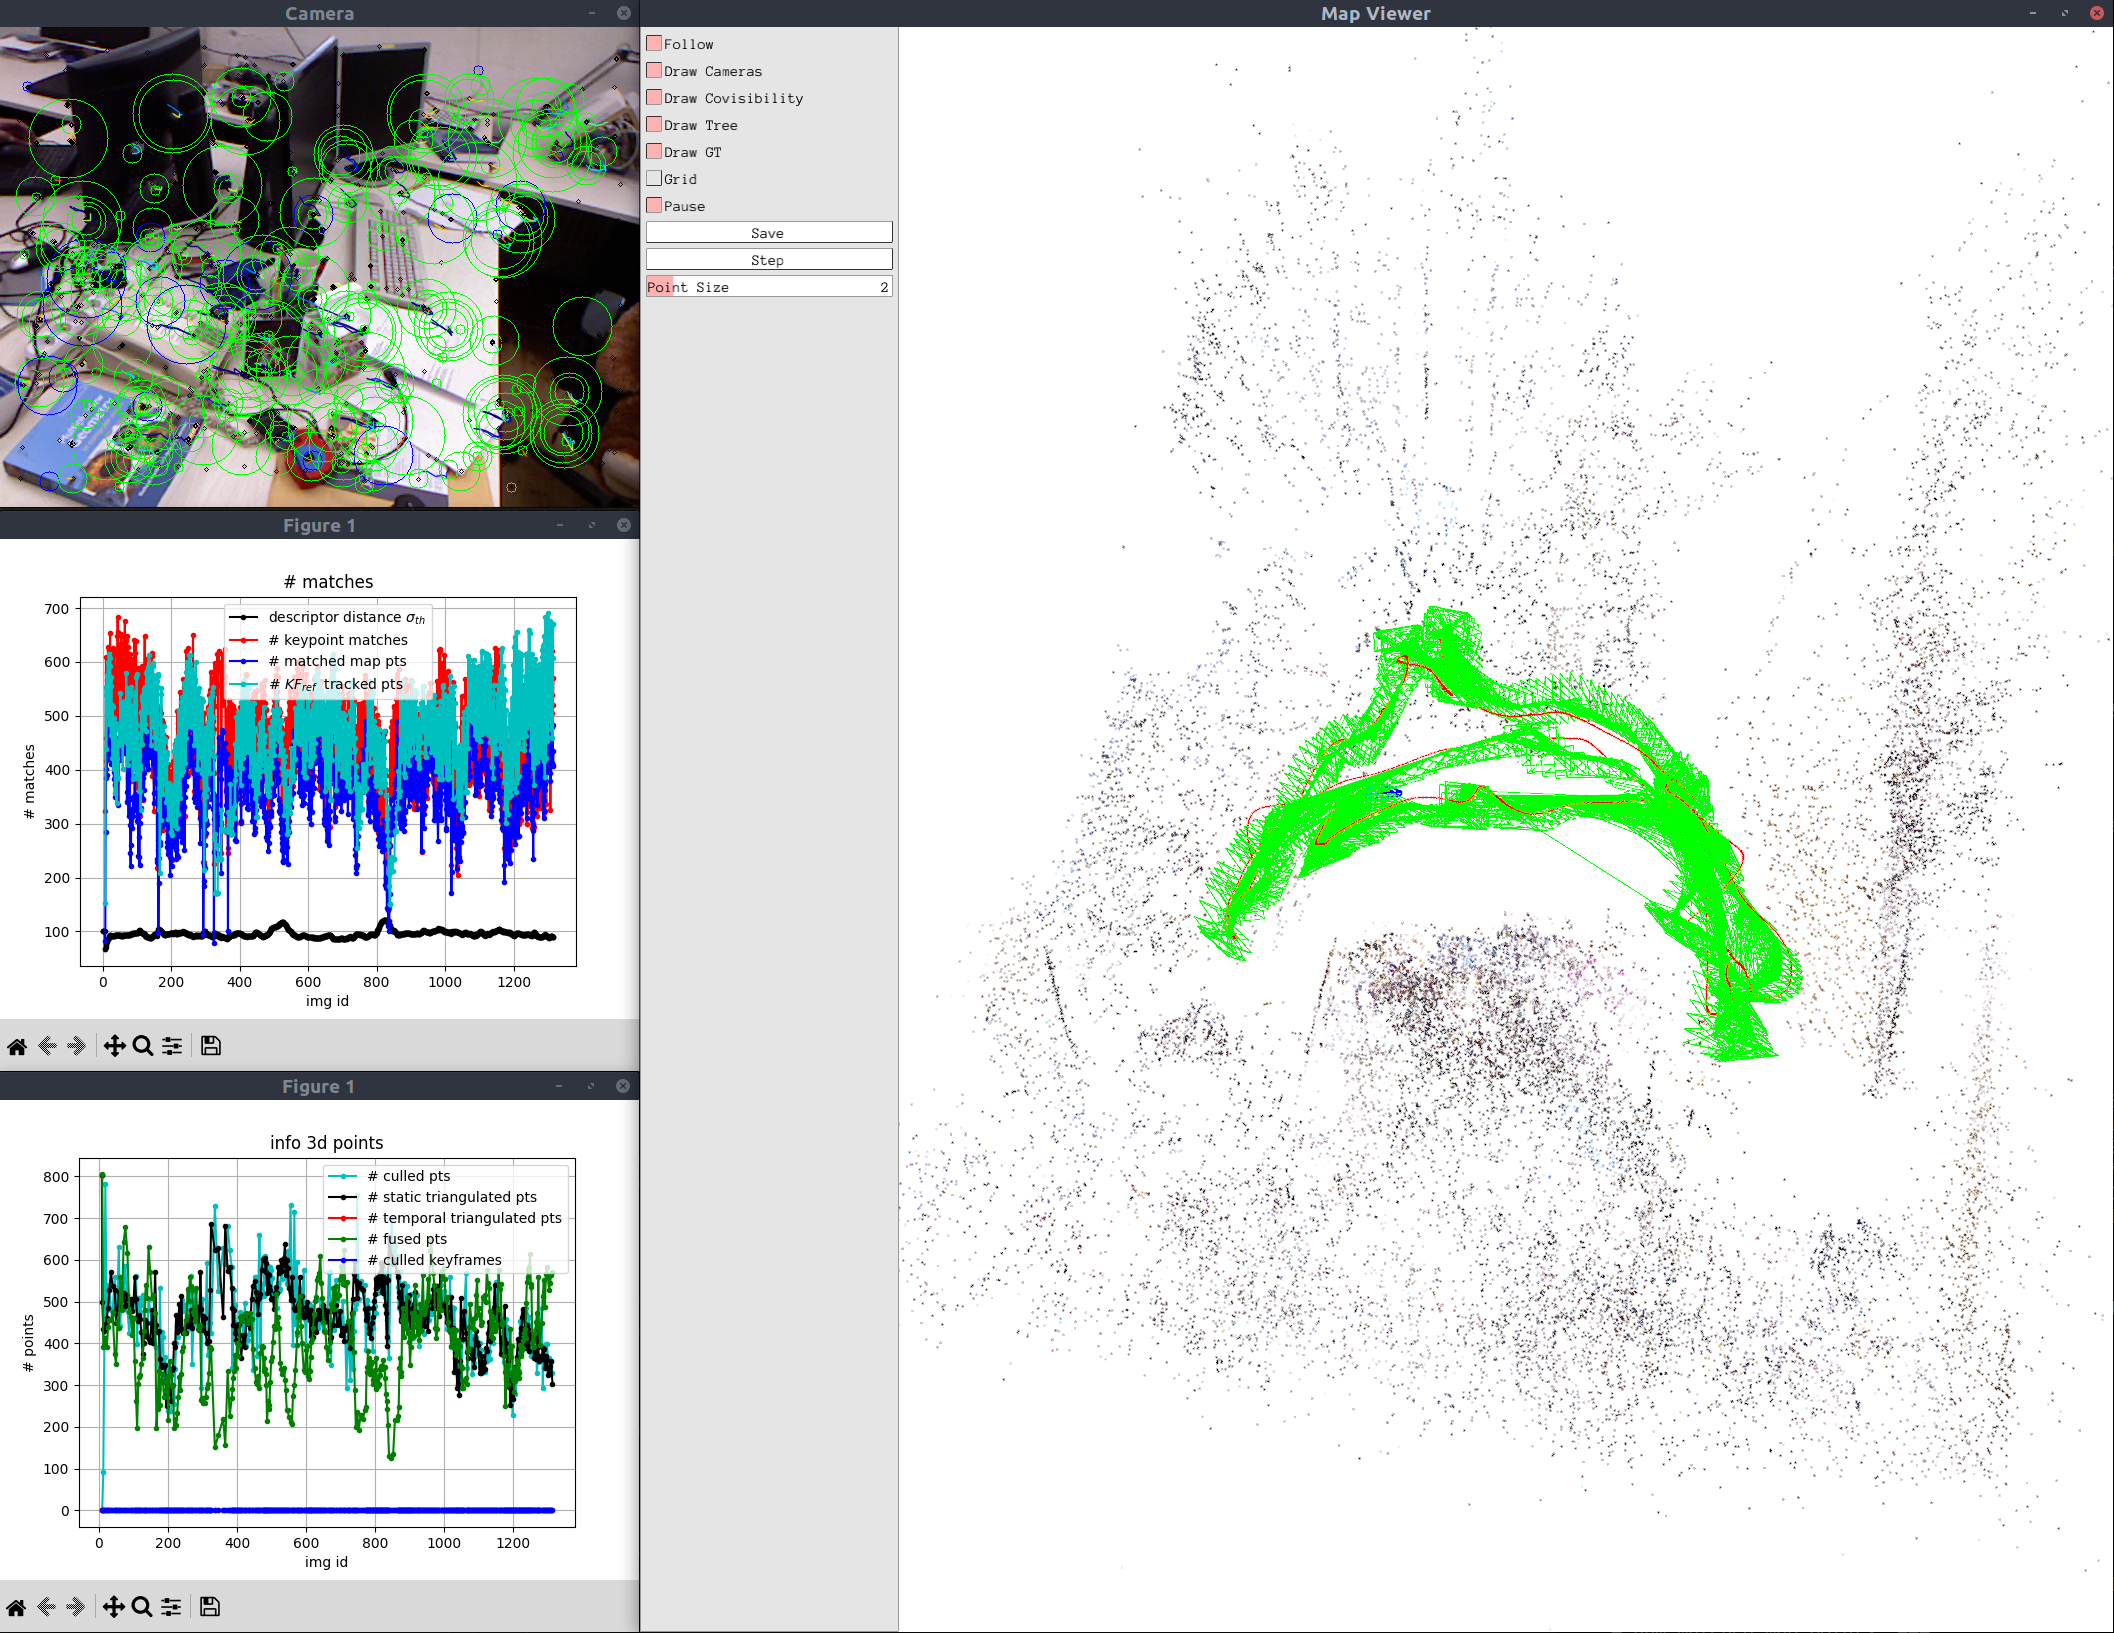 Camera
Map Viewer
Follow
Draw Cameras
Draw Covisibility
Draw Tree
Draw GT
Grid
Pause
Save
Step
Point Size 2
Figure 1
# matches
700
600
500
400
300
200
100
# matches
descriptor distance σth
# keypoint matches
# matched map pts
# KFref tracked pts
0 200 400 600 800 1000 1200
img id
Figure 1
info 3d points
800
700
600
500
400
300
200
100
0
# points
# culled pts
# static triangulated pts
# temporal triangulated pts
# fused pts
# culled keyframes
0 200 400 600 800 1000 1200
img id